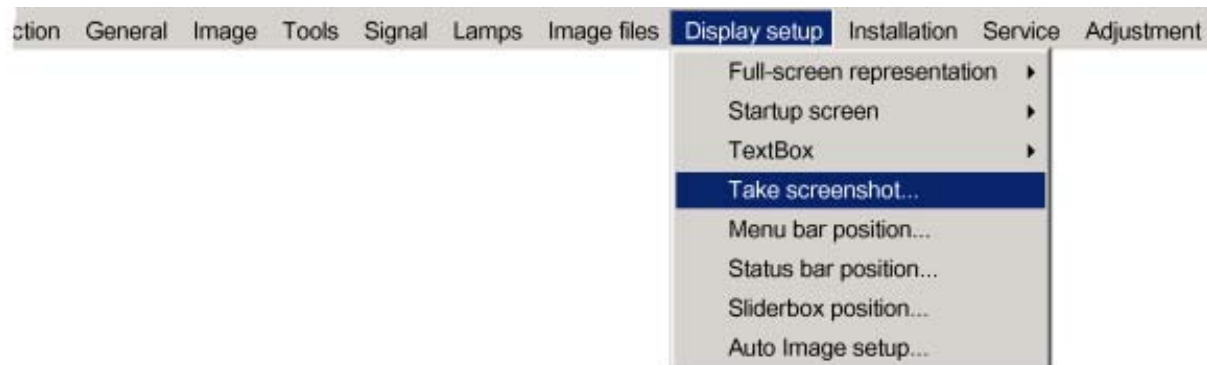 ction General Image Tools Signal Lamps Image files Display setup Installation Service Adjustment
Full-screen representation
Startup screen
TextBox
Take screenshot...
Menu bar position...
Status bar position...
Sliderbox position...
Auto Image setup...